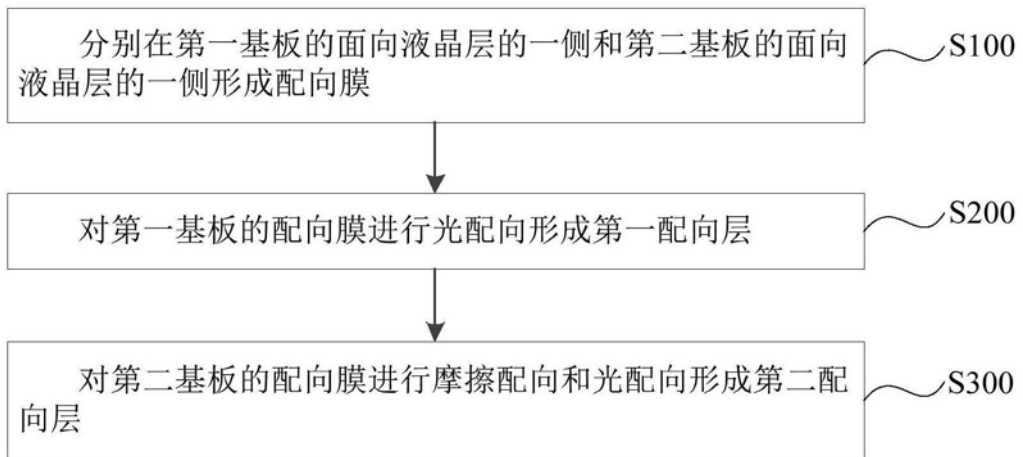 分别在第一基板的面向液晶层的一侧和第二基板的面向
液晶层的一侧形成配向膜
S100
对第一基板的配向膜进行光配向形成第一配向层
S200
对第二基板的配向膜进行摩擦配向和光配向形成第二配
向层
S300